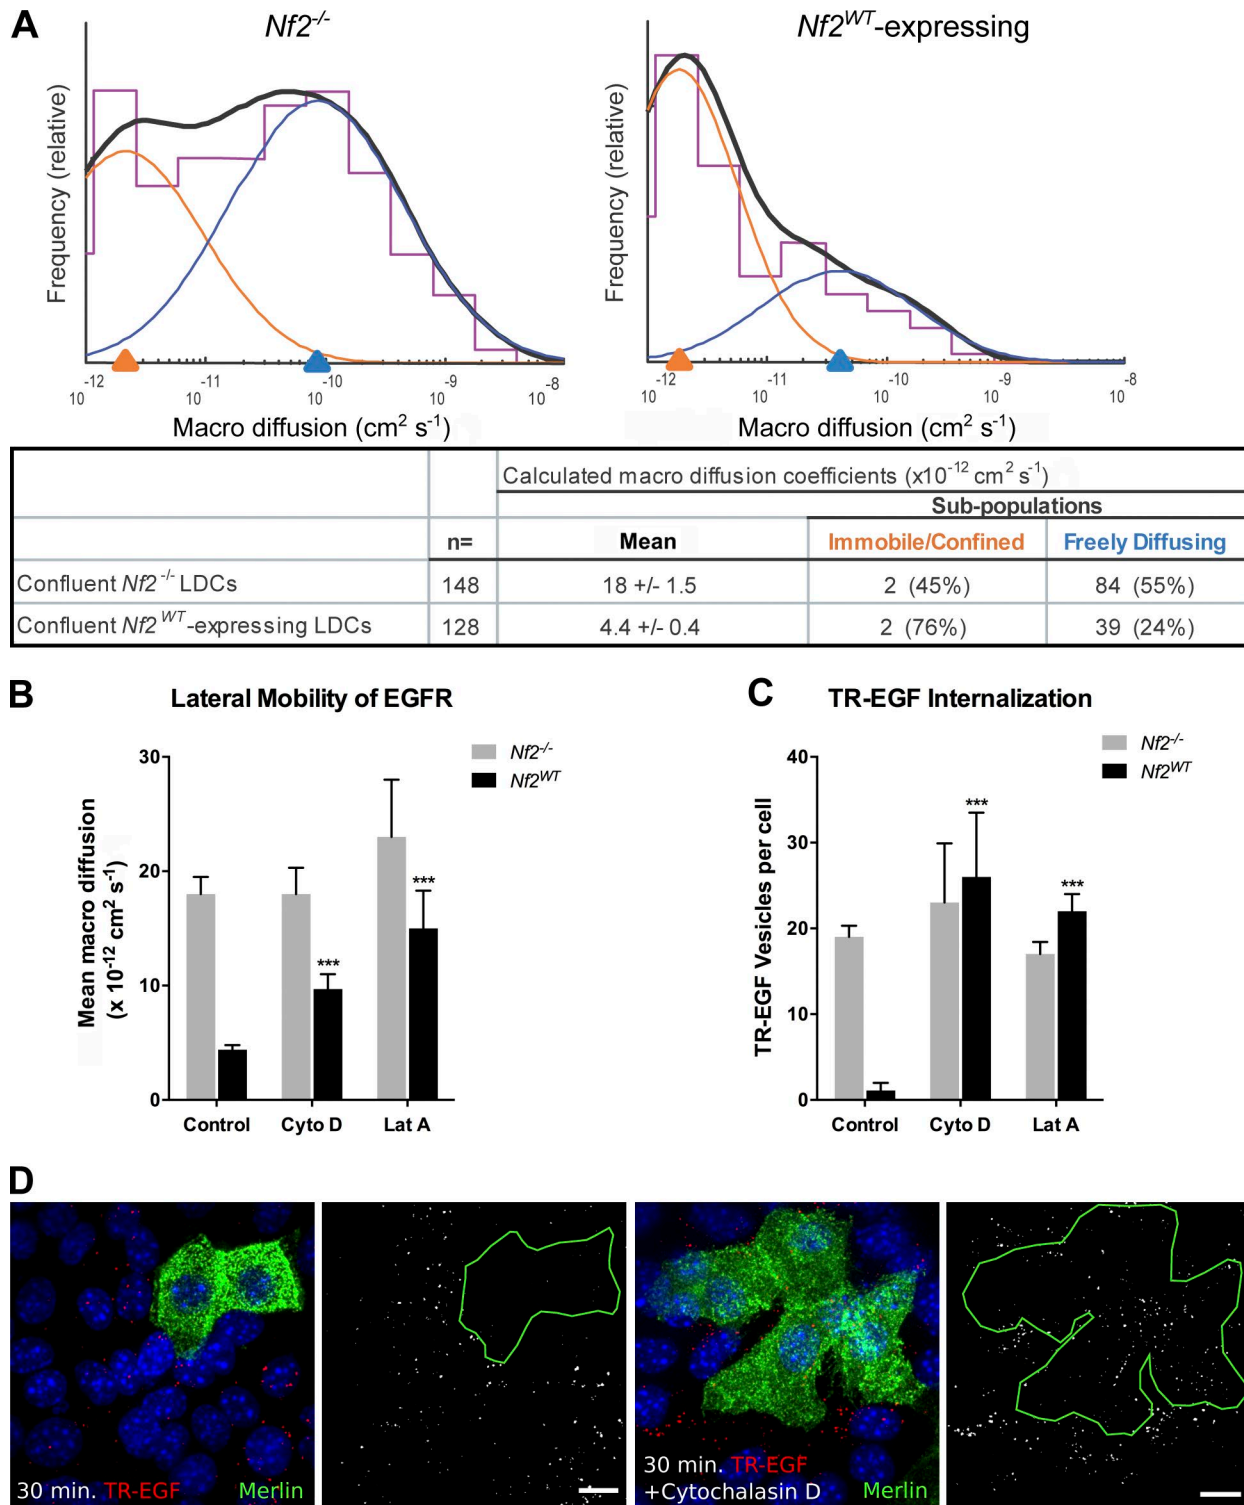 A
Nf2-/-
Nf2WT-expressing
Frequency (relative)
10-12
10-11
10-10
10-9
10-8
Macro diffusion (cm2 s-1)
Frequency (relative)
10-12
10-11
10-10
10-9
10-8
Macro diffusion (cm2 s-1)
Calculated macro diffusion coefficients (x10-12 cm2 s-1)
Sub-populations
n= Mean Immobile/Confined Freely Diffusing
Confluent Nf2-/- LDCs 148 18 +/- 1.5 2 (45%) 84 (55%)
Confluent Nf2WT-expressing LDCs 128 4.4 +/- 0.4 2 (76%) 39 (24%)
B
Lateral Mobility of EGFR
Nf2-/-
Nf2WT
Mean macro diffusion
(x 10-12 cm2 s-1)
30
20
10
0
***
***
Control Cyto D Lat A
C
TR-EGF Internalization
Nf2-/-
Nf2WT
TR-EGF Vesicles per cell
40
30
20
10
0
***
***
Control Cyto D Lat A
D
30 min. TR-EGF Merlin
30 min. TR-EGF
+Cytochalasin D Merlin